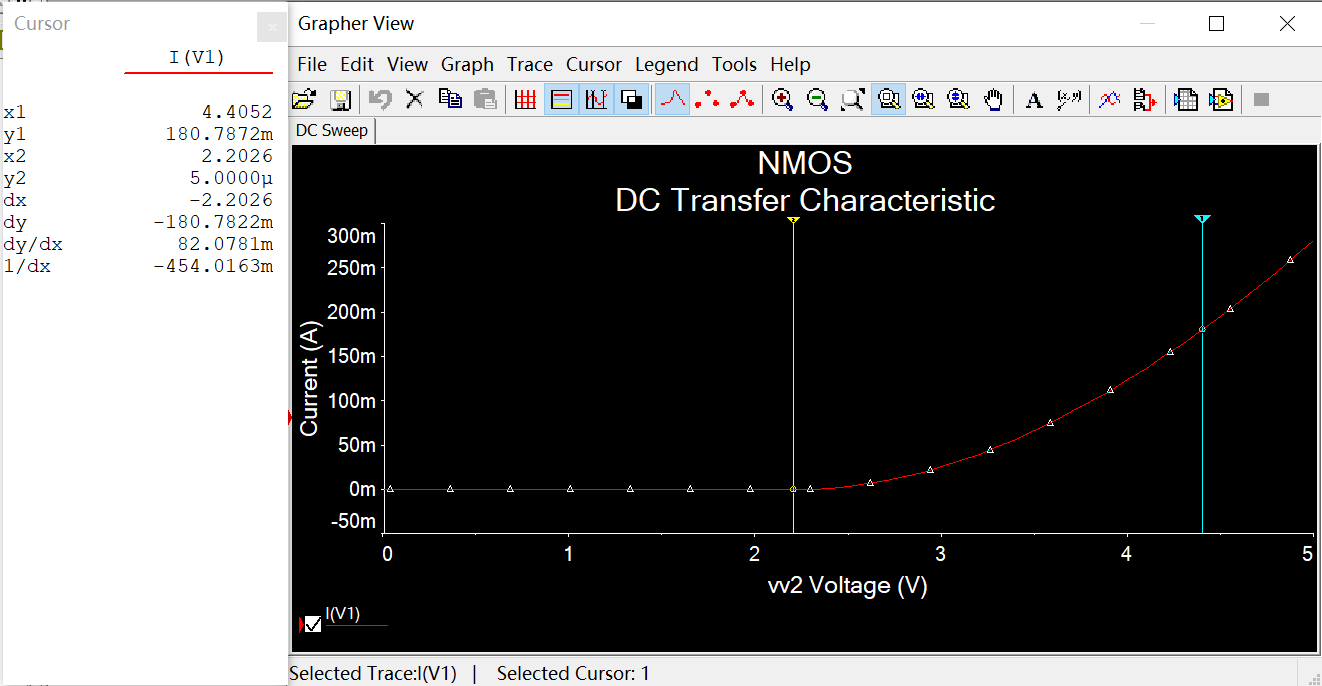 Cursor
I(V1)
x1 4.4052
y1 180.7872m
x2 2.2026
y2 5.0000µ
dx -2.2026
dy -180.7822m
dy/dx 82.0781m
1/dx -454.0163m
Grapher View
File Edit View Graph Trace Cursor Legend Tools Help
A
DC Sweep
NMOS
DC Transfer Characteristic
2
1
300m
250m
200m
150m
100m
50m
0m
-50m
Current (A)
0 1 2 3 4 5
vv2 Voltage (V)
I(V1)
Selected Trace:I(V1) | Selected Cursor: 1